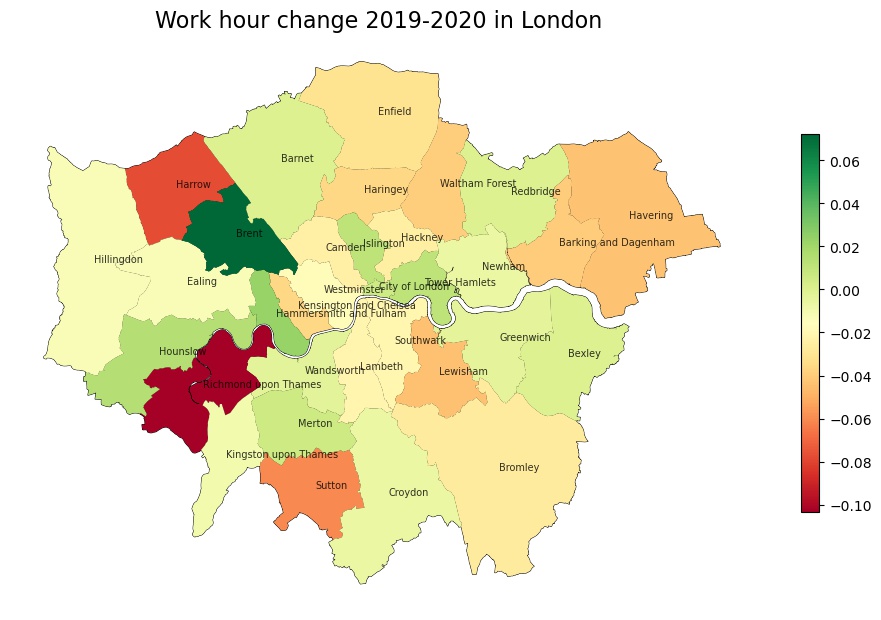 Work hour change 2019-2020 in London
Enfield
Barnet
Harrow
Waltham Forest
Haringey
Redbridge
Havering
Brent
Hackney
Islington
Camden
Barking and Dagenham
Hillingdon
Newham
Ealing
Tower Hamlets
City of London
Westminster
Kensington and Chelsea
Hammersmith and Fulham
Southwark
Greenwich
Hounslow
Bexley
Lambeth
Wandsworth
Lewisham
Richmond upon Thames
Merton
Kingston upon Thames
Bromley
Sutton
Croydon
0.06
0.04
0.02
0.00
−0.02
−0.04
−0.06
−0.08
−0.10